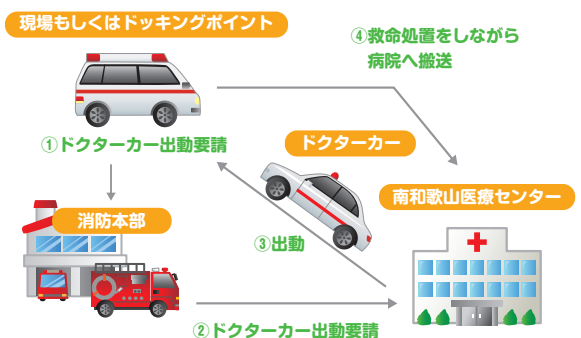 現場もしくはドッキングポイント
④救命処置をしながら
病院へ搬送
①ドクターカー出動要請
ドクターカー
南和歌山医療センター
消防本部
③出動
②ドクターカー出動要請